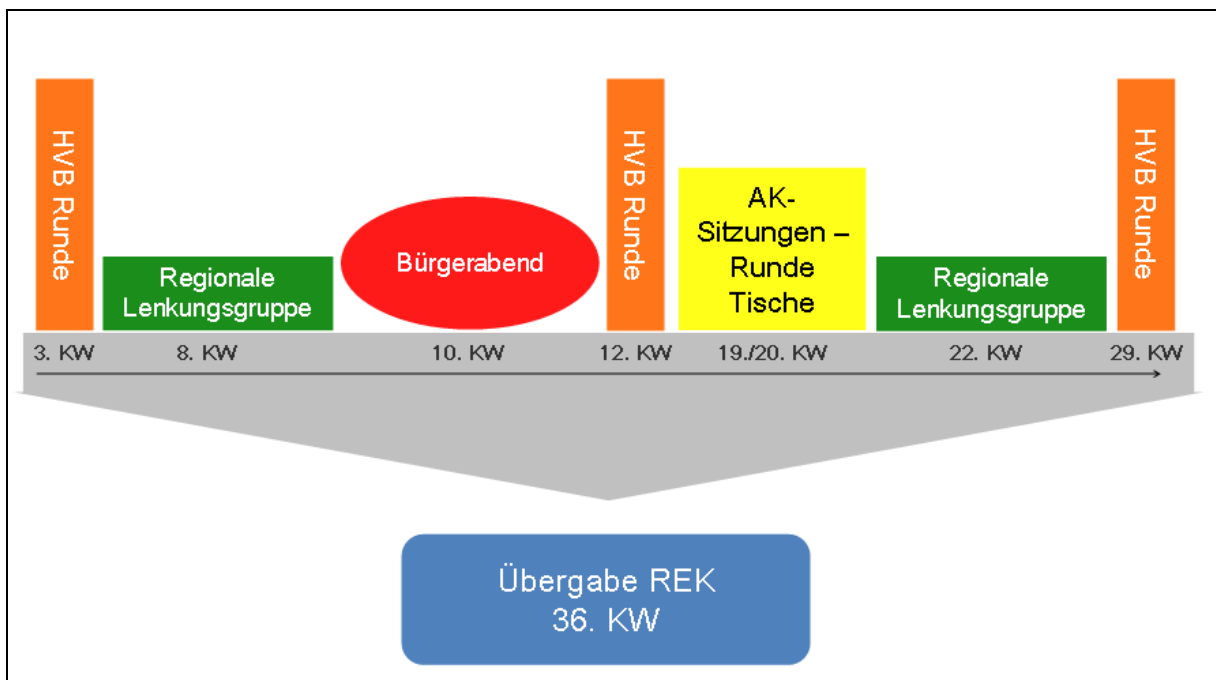 HVB Runde
Regionale
Lenkungsgruppe
Bürgerabend
HVB Runde
AK-
Sitzungen –
Runde
Tische
Regionale
Lenkungsgruppe
HVB Runde
3. KW
8. KW
10. KW
12. KW
19./20. KW
22. KW
29. KW
Übergabe REK
36. KW